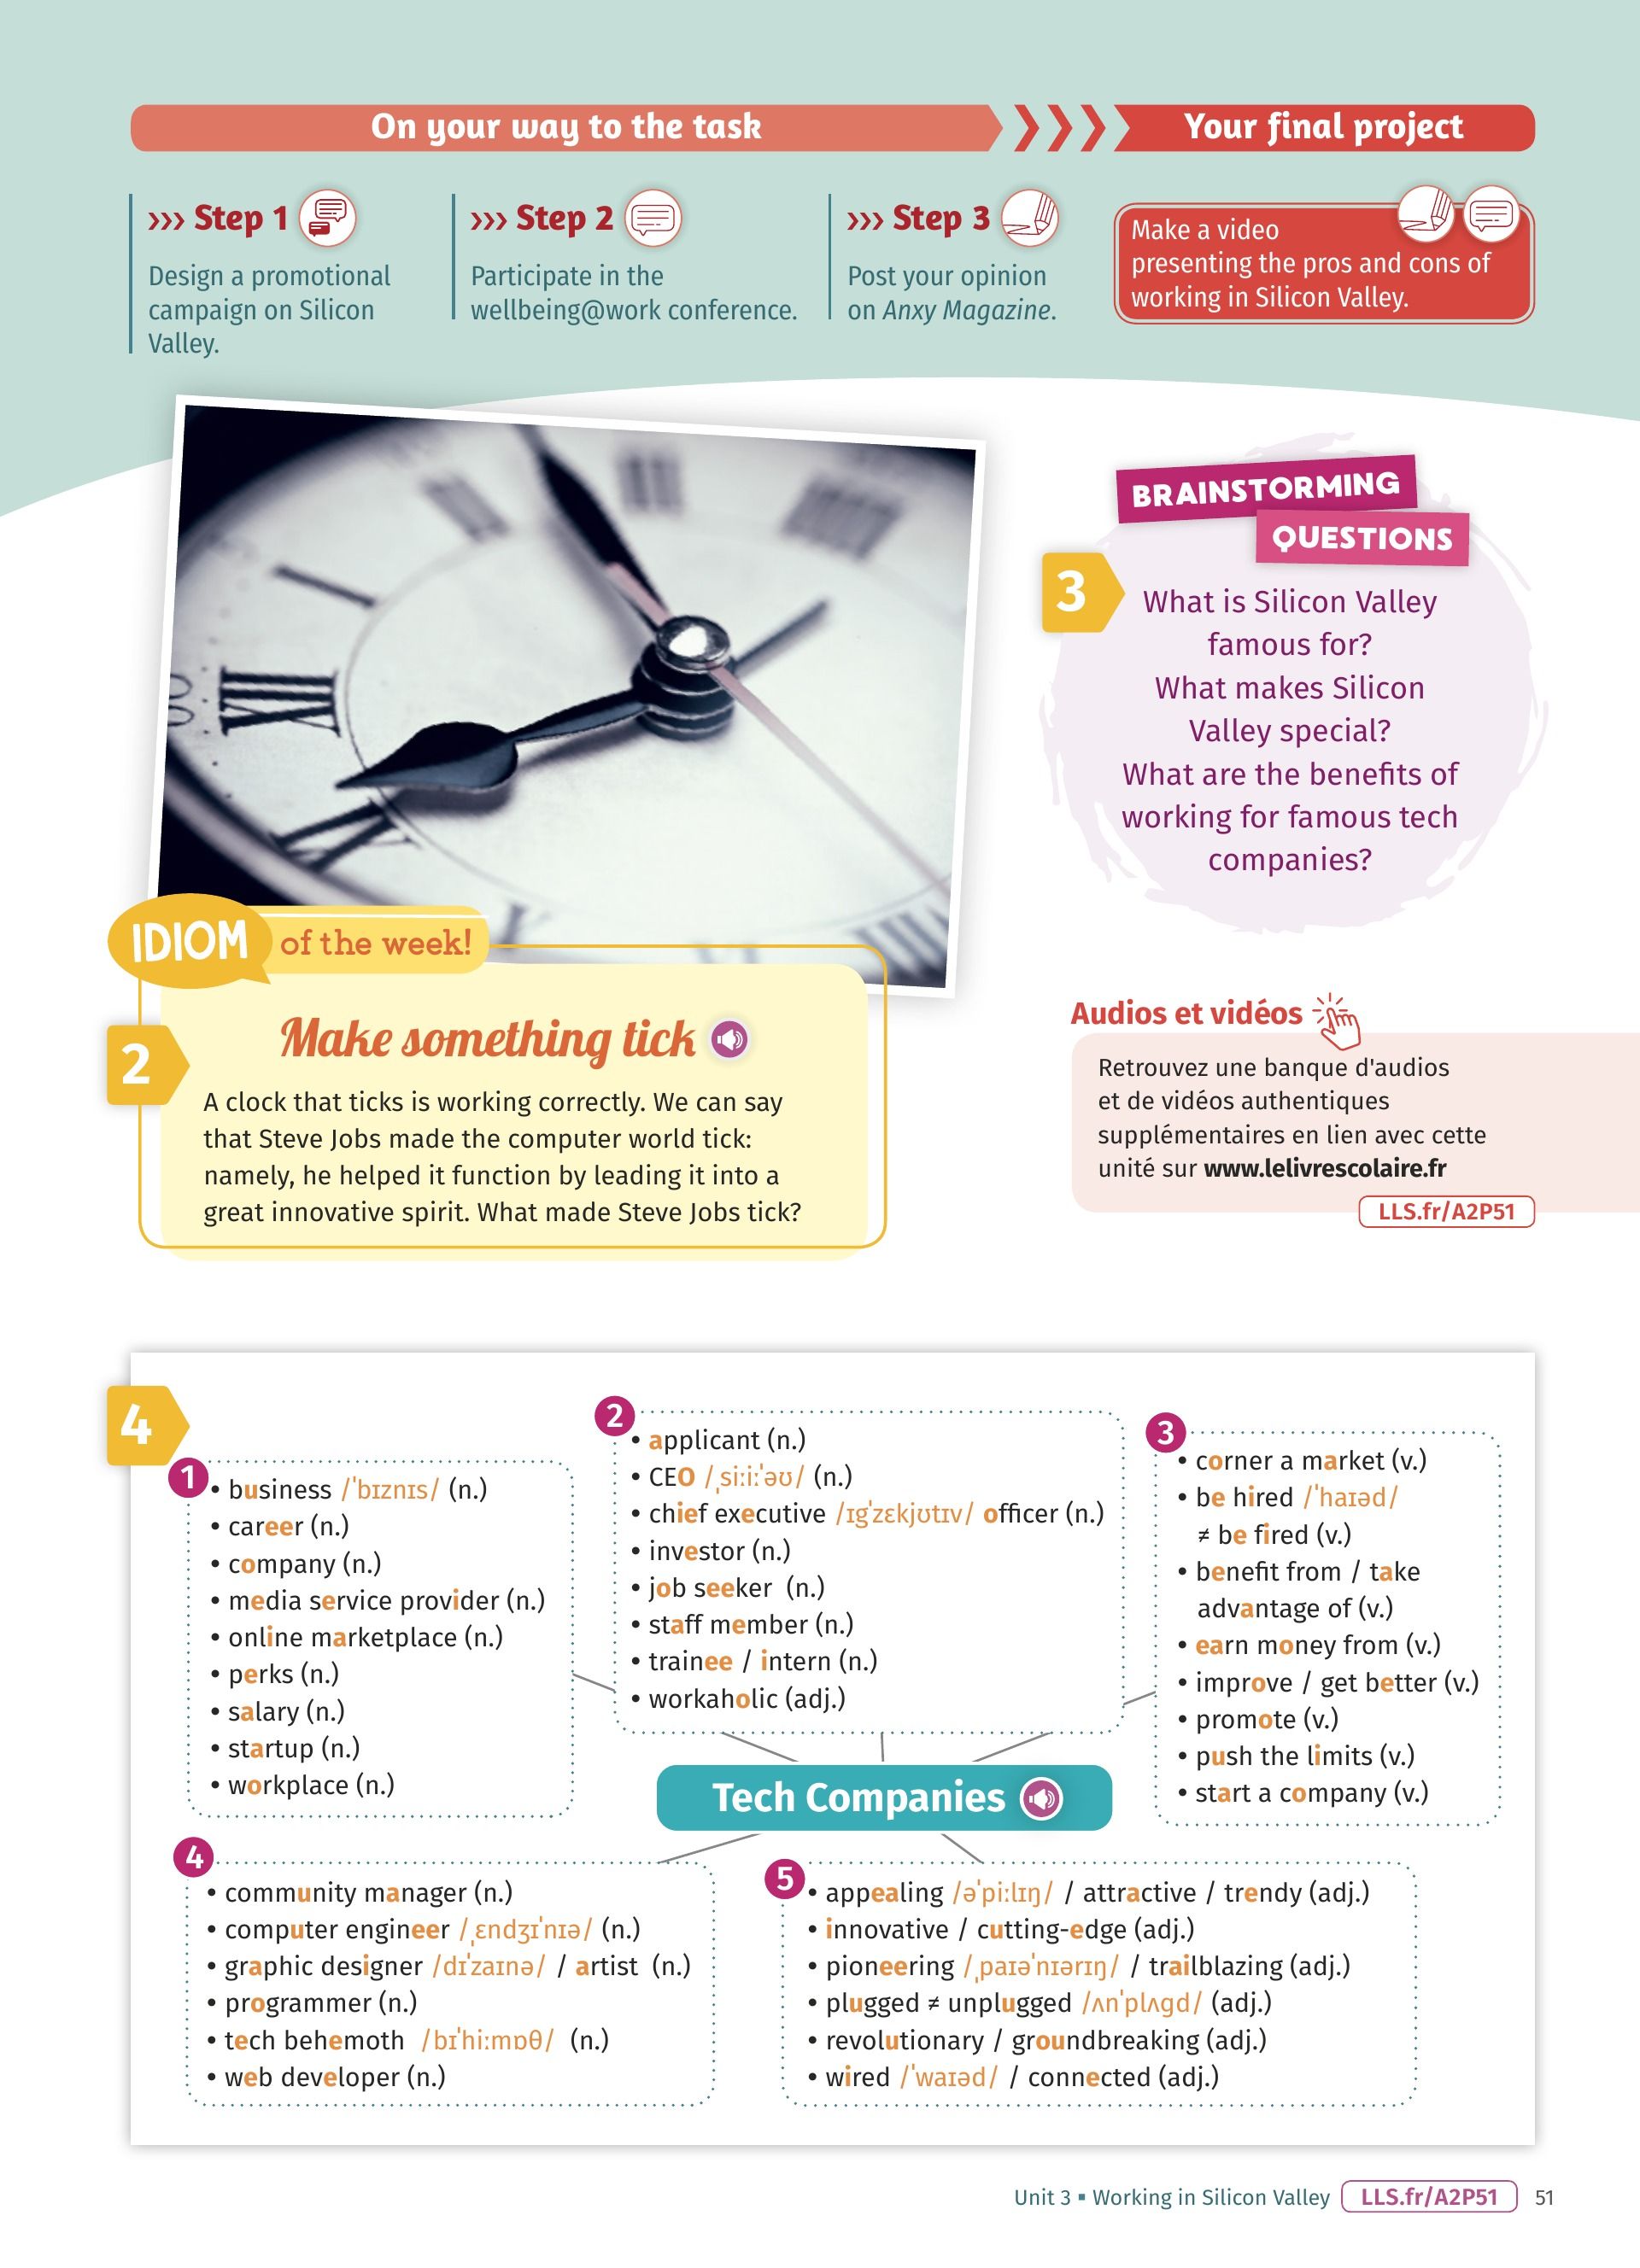 On your way to the task
Your final project
››› Step 1
Design a promotional
campaign on Silicon
Valley.
››› Step 2
Participate in the
wellbeing@work conference.
››› Step 3
Post your opinion
on Anxy Magazine.
Make a video
presenting the pros and cons of
working in Silicon Valley.
BRAINSTORMING
QUESTIONS
3
What is Silicon Valley
famous for?
What makes Silicon
Valley special?
What are the benefits of
working for famous tech
companies?
IDIOM of the week!
2
Make something tick
A clock that ticks is working correctly. We can say
that Steve Jobs made the computer world tick:
namely, he helped it function by leading it into a
great innovative spirit. What made Steve Jobs tick?
Audios et vidéos
Retrouvez une banque d'audios
et de vidéos authentiques
supplémentaires en lien avec cette
unité sur www.lelivrescolaire.fr
LLS.fr/A2P51
4
1
• business /ˈbɪznɪs/ (n.)
• career (n.)
• company (n.)
• media service provider (n.)
• online marketplace (n.)
• perks (n.)
• salary (n.)
• startup (n.)
• workplace (n.)
2
• applicant (n.)
• CEO /ˌsiːiːˈəʊ/ (n.)
• chief executive /ɪgˈzɛkjʊtɪv/ officer (n.)
• investor (n.)
• job seeker (n.)
• staff member (n.)
• trainee / intern (n.)
• workaholic (adj.)
3
• corner a market (v.)
• be hired /ˈhaɪəd/
≠ be fired (v.)
• benefit from / take
advantage of (v.)
• earn money from (v.)
• improve / get better (v.)
• promote (v.)
• push the limits (v.)
• start a company (v.)
Tech Companies
4
• community manager (n.)
• computer engineer /ˌɛndʒɪˈnɪə/ (n.)
• graphic designer /dɪˈzaɪnə/ / artist (n.)
• programmer (n.)
• tech behemoth /bɪˈhiːmɒθ/ (n.)
• web developer (n.)
5
• appealing /əˈpiːlɪŋ/ / attractive / trendy (adj.)
• innovative / cutting-edge (adj.)
• pioneering /ˌpaɪəˈnɪərɪŋ/ / trailblazing (adj.)
• plugged ≠ unplugged /ʌnˈplʌgd/ (adj.)
• revolutionary / groundbreaking (adj.)
• wired /ˈwaɪəd/ / connected (adj.)
Unit 3 ▪ Working in Silicon Valley LLS.fr/A2P51 51